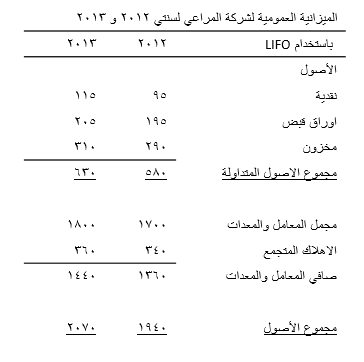 الميزانية العمومية لشركة المراعي لسنتي ٢٠١٢ و ٢٠١٣
باستخدام LIFO ٢٠١٢ ٢٠١٣
الأصول
نقدية ٩٥ ١١٥
اوراق قبض ١٩٥ ٢٠٥
مخزون ٢٩٠ ٣١٠
مجموع الاصول المتداولة ٥٨٠ ٦٣٠
مجمل المعامل والمعدات ١٧٠٠ ١٨٠٠
الاهلاك المتجمع ٣٤٠ ٣٦٠
صافي المعامل والمعدات ١٣٦٠ ١٤٤٠
مجموع الأصول ١٩٤٠ ٢٠٧٠